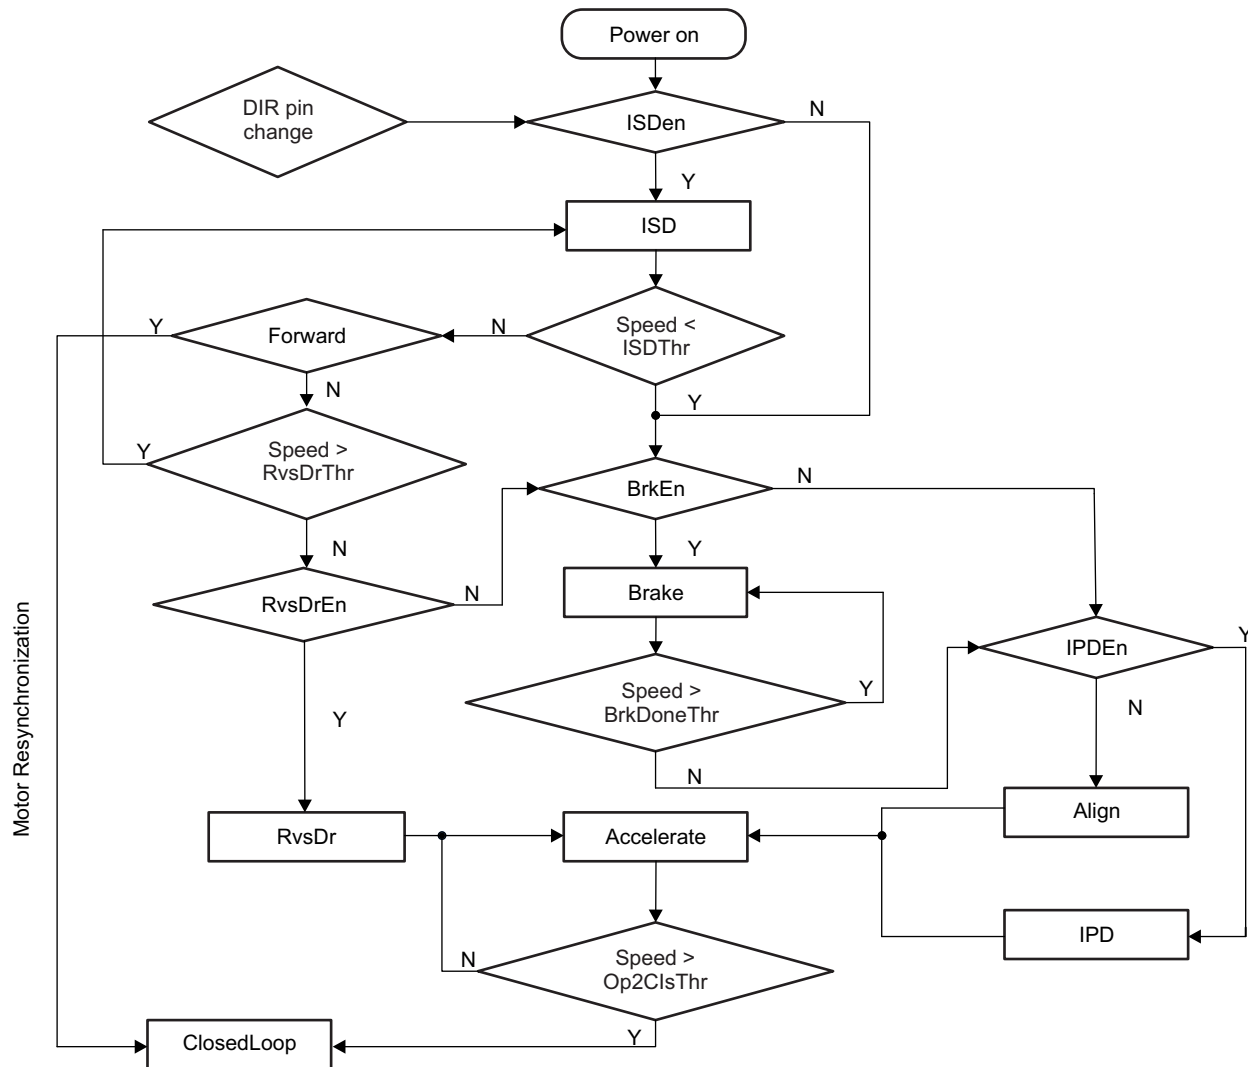 Power on
DIR pin
change
ISDen
N
Y
ISD
Y
Forward
N
Speed <
ISDThr
N
Y
Y
Speed >
RvsDrThr
BrkEn
N
N
Y
RvsDrEn
N
Brake
Motor Resynchronization
IPDEn
Y
Speed >
BrkDoneThr
Y
N
Y
N
Align
RvsDr
Accelerate
IPD
Speed >
Op2ClsThr
N
Y
ClosedLoop